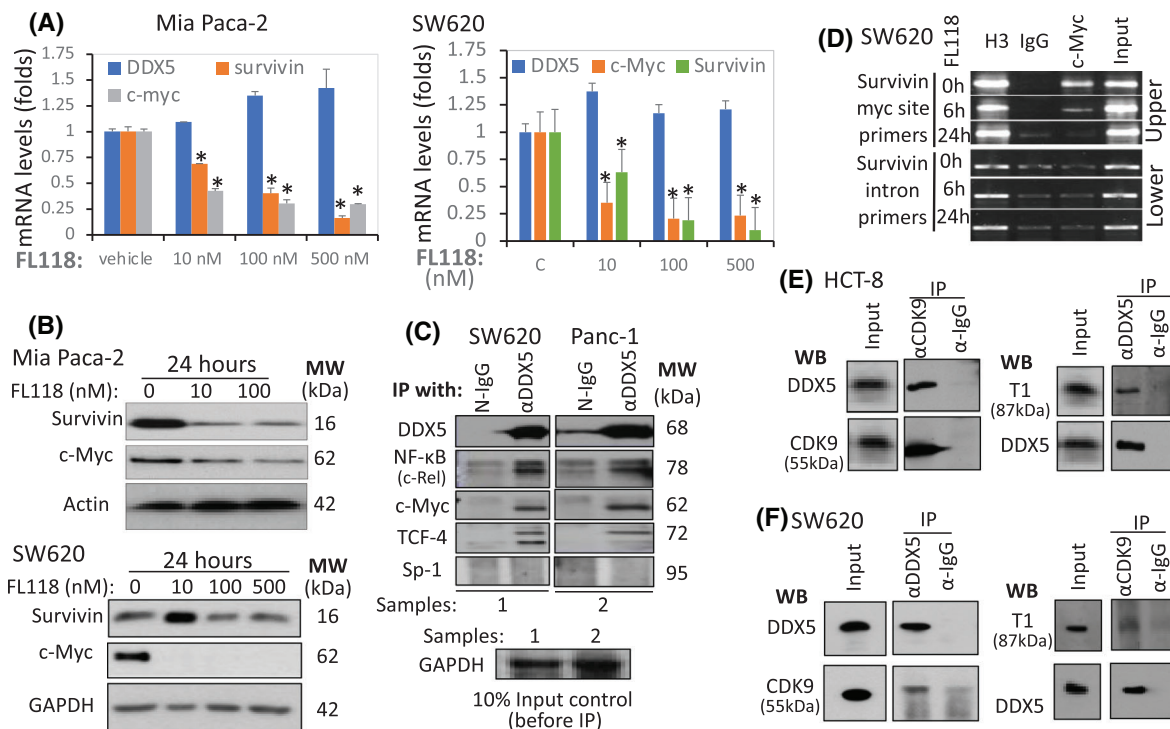 (A)
Mia Paca-2
mRNA levels (folds)
1.75
1.5
1.25
1
0.75
0.5
0.25
0
DDX5 survivin
c-myc
* * * * * *
FL118: vehicle 10 nM 100 nM 500 nM
SW620
mRNA levels (folds)
1.75
1.5
1.25
1
0.75
0.5
0.25
0
DDX5 c-Myc Survivin
* * * * * *
FL118: C 10 100 500
(nM)
(B)
Mia Paca-2
24 hours
MW
(kDa)
FL118 (nM): 0 10 100
Survivin 16
c-Myc 62
Actin 42
SW620
24 hours
MW
(kDa)
FL118 (nM): 0 10 100 500
Survivin 16
c-Myc 62
GAPDH 42
(C)
SW620 Panc-1
IP with: N-IgG αDDX5 N-IgG αDDX5 MW
(kDa)
DDX5 68
NF-κB
(c-Rel) 78
c-Myc 62
TCF-4 72
Sp-1 95
Samples: 1 2
Samples: 1 2
GAPDH
10% Input control
(before IP)
(D) SW620
FL118 H3 IgG c-Myc Input
Survivin 0h
myc site 6h
primers 24h
Upper
Survivin 0h
intron 6h
primers 24h
Lower
(E) HCT-8
IP
Input αCDK9 α-IgG
WB
DDX5
CDK9
(55kDa)
IP
Input αDDX5 α-IgG
WB
T1
(87kDa)
DDX5
(F) SW620
IP
Input αDDX5 α-IgG
WB
DDX5
CDK9
(55kDa)
IP
Input αCDK9 α-IgG
WB
T1
(87kDa)
DDX5